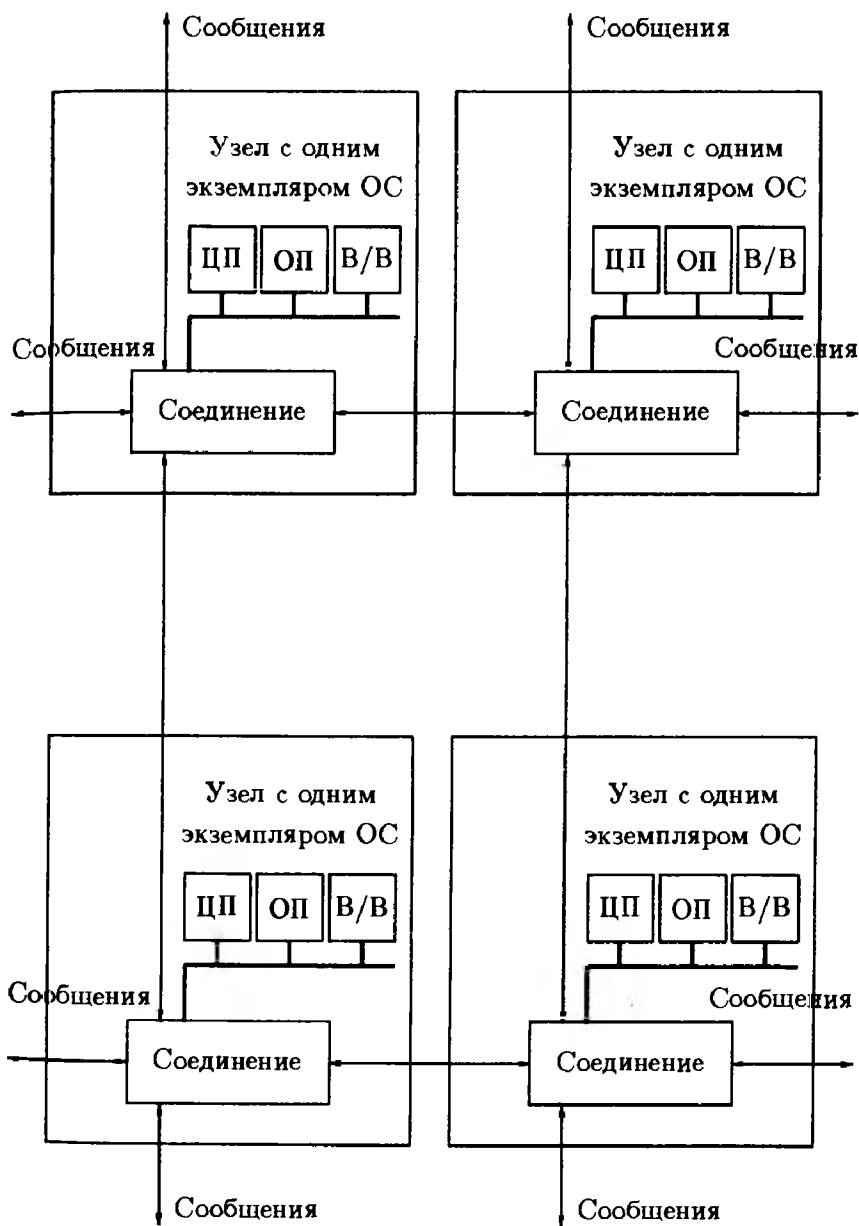 Сообщения
Сообщения
Узел с одним
экземпляром ОС
Узел с одним
экземпляром ОС
ЦП ОП В/В
ЦП ОП В/В
Сообщения
Сообщения
Соединение
Соединение
Узел с одним
экземпляром ОС
Узел с одним
экземпляром ОС
ЦП ОП В/В
ЦП ОП В/В
Сообщения
Сообщения
Соединение
Соединение
Сообщения
Сообщения